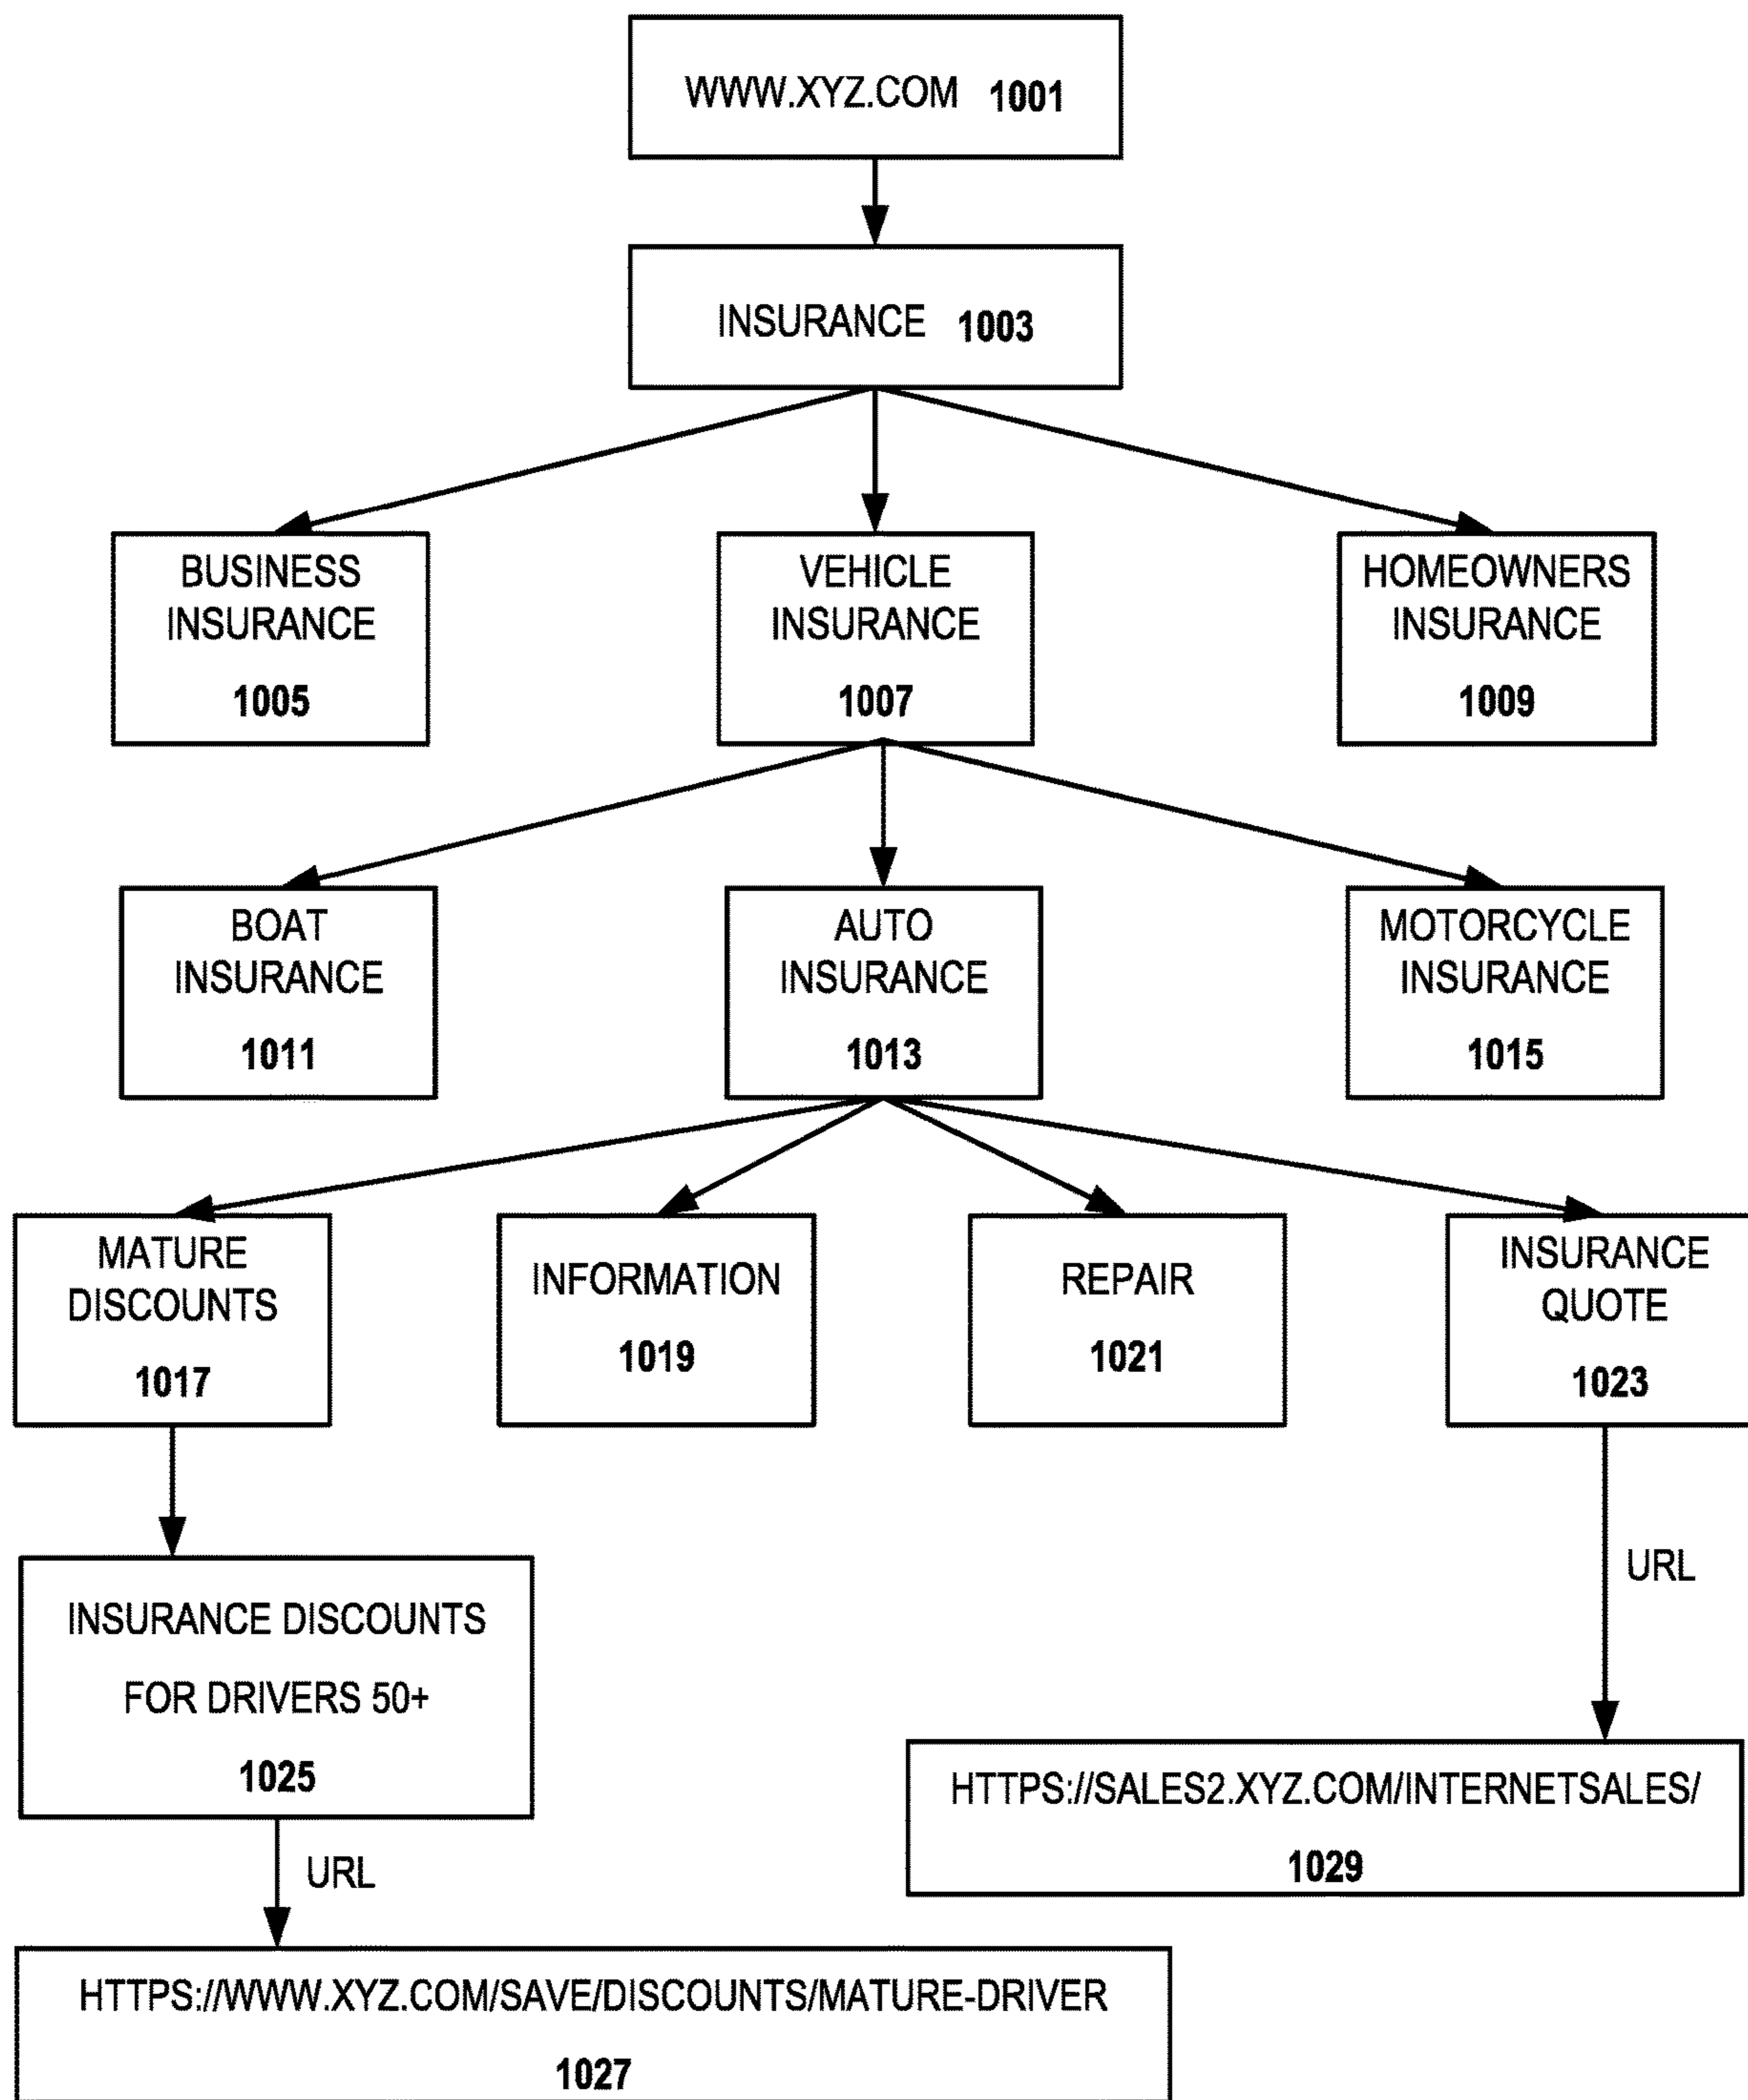 WWW.XYZ.COM 1001
INSURANCE 1003
BUSINESS
INSURANCE
1005
VEHICLE
INSURANCE
1007
HOMEOWNERS
INSURANCE
1009
BOAT
INSURANCE
1011
AUTO
INSURANCE
1013
MOTORCYCLE
INSURANCE
1015
MATURE
DISCOUNTS
1017
INFORMATION
1019
REPAIR
1021
INSURANCE
QUOTE
1023
INSURANCE DISCOUNTS
FOR DRIVERS 50+
1025
URL
HTTPS://SALES2.XYZ.COM/INTERNETSALES/
1029
URL
HTTPS://WWW.XYZ.COM/SAVE/DISCOUNTS/MATURE-DRIVER
1027